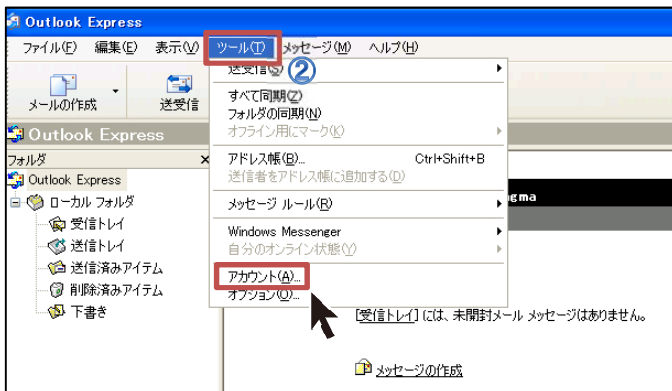 Outlook Express
ファイル(F) 編集(E) 表示(V) ツール(T) メッセージ(M) ヘルプ(H)
メールの作成 送受信
送受信(S) ②
すべて同期(Z)
フォルダの同期(N)
オフライン用にマーク(K)
アドレス帳(B)... Ctrl+Shift+B
送信者をアドレス帳に追加する(D)
メッセージ ルール(R)
Windows Messenger
自分のオンライン状態(Y)
アカウント(A)...
オプション(O)...
Outlook Express
フォルダ ×
Outlook Express
ローカル フォルダ
受信トレイ
送信トレイ
送信済みアイテム
削除済みアイテム
下書き
[受信トレイ] には、未開封メール メッセージはありません。
メッセージの作成